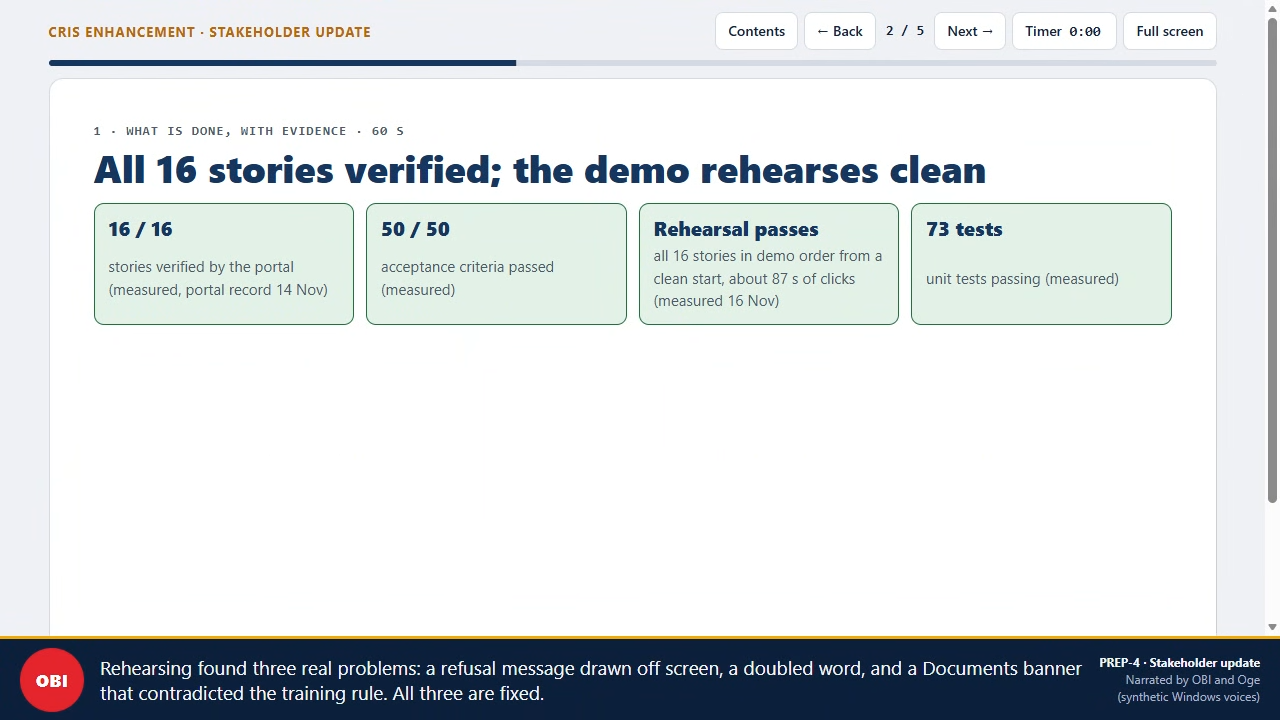 CRIS ENHANCEMENT · STAKEHOLDER UPDATE
Contents
← Back
2 / 5
Next →
Timer 0:00
Full screen
1 · WHAT IS DONE, WITH EVIDENCE · 60 S
All 16 stories verified; the demo rehearses clean
16 / 16
stories verified by the portal
(measured, portal record 14 Nov)
50 / 50
acceptance criteria passed
(measured)
Rehearsal passes
all 16 stories in demo order from a
clean start, about 87 s of clicks
(measured 16 Nov)
73 tests
unit tests passing (measured)
OBI
Rehearsing found three real problems: a refusal message drawn off screen, a doubled word, and a Documents banner
that contradicted the training rule. All three are fixed.
PREP-4 · Stakeholder update
Narrated by OBI and Oge
(synthetic Windows voices)